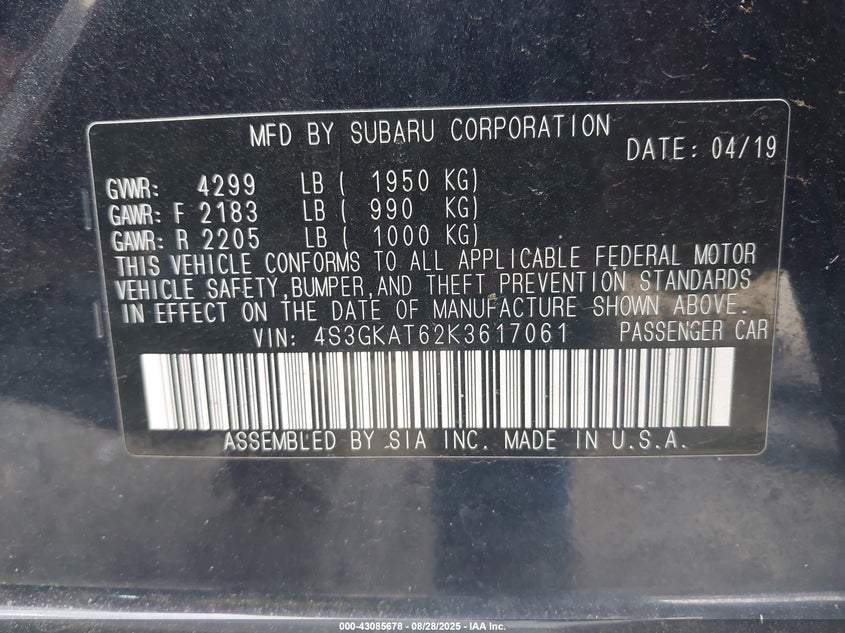 MFD BY SUBARU CORPORATION
DATE: 04/19
GVWR: 4299 LB ( 1950 KG)
GAWR: F 2183 LB ( 990 KG)
GAWR: R 2205 LB ( 1000 KG)
THIS VEHICLE CONFORMS TO ALL APPLICABLE FEDERAL MOTOR
VEHICLE SAFETY,BUMPER,AND THEFT PREVENTION STANDARDS
IN EFFECT ON THE DATE OF MANUFACTURE SHOWN ABOVE.
VIN: 4S3GKAT62K3617061 PASSENGER CAR
ASSEMBLED BY SIA INC. MADE IN U.S.A.
000-43085678 - 08/28/2025 - IAA Inc.